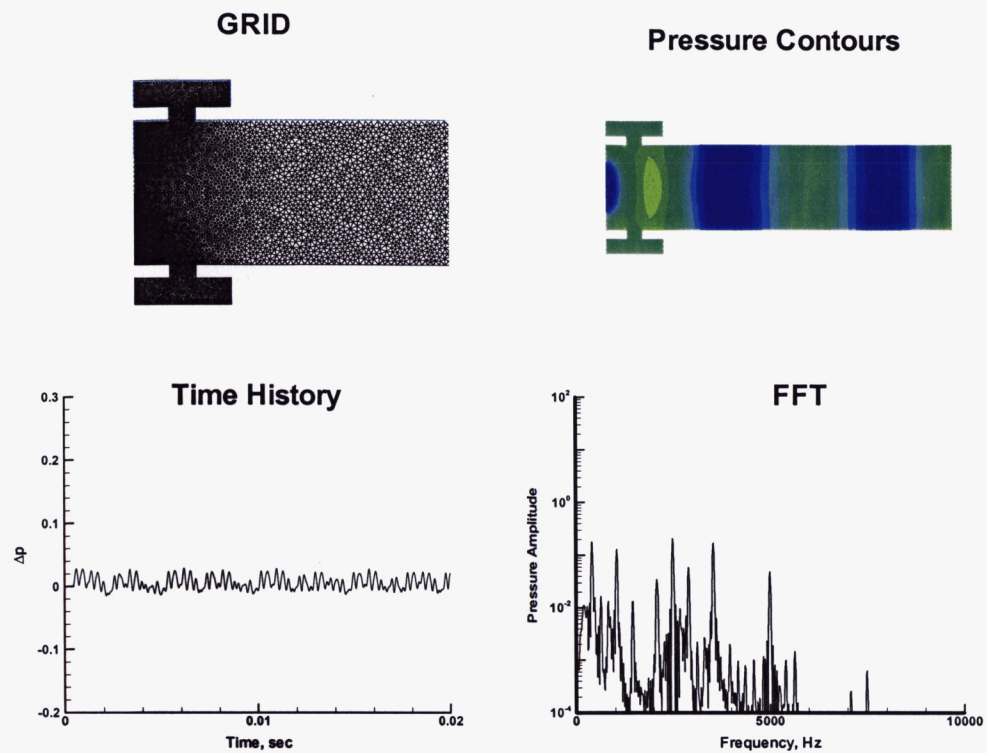 GRID
Pressure Contours
Time History
0.3
0.2
0.1
0
-0.1
-0.2
Δp
0
0.01
0.02
Time, sec
FFT
10²
10⁰
10⁻²
10⁻⁴
Pressure Amplitude
0
5000
10000
Frequency, Hz